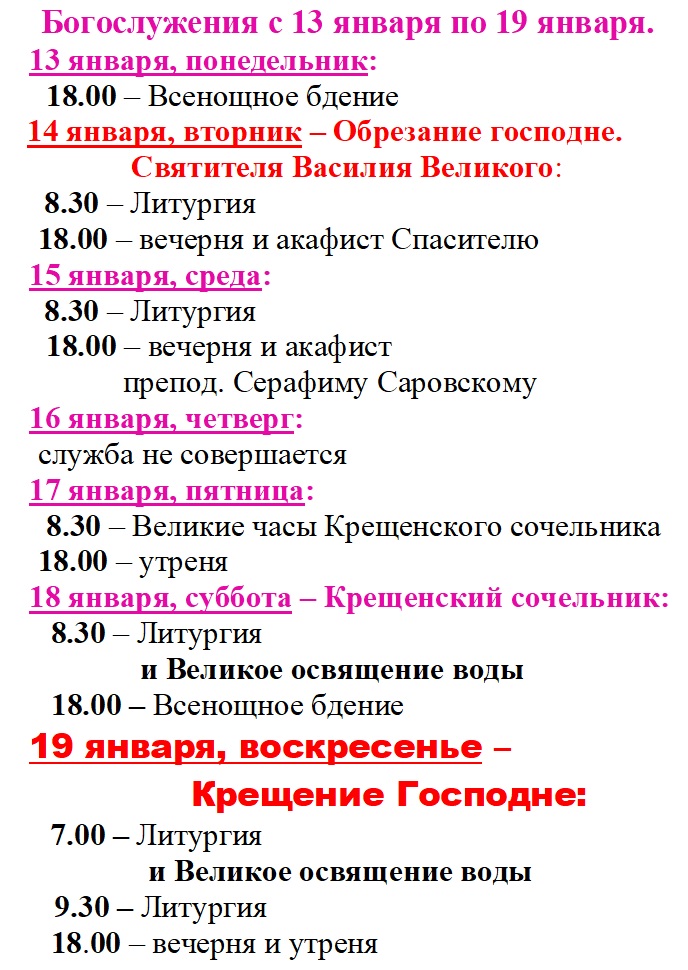 Богослужения с 13 января по 19 января.
13 января, понедельник:
18.00 – Всенощное бдение
14 января, вторник – Обрезание господне.
Святителя Василия Великого:
8.30 – Литургия
18.00 – вечерня и акафист Спасителю
15 января, среда:
8.30 – Литургия
18.00 – вечерня и акафист
препод. Серафиму Саровскому
16 января, четверг:
служба не совершается
17 января, пятница:
8.30 – Великие часы Крещенского сочельника
18.00 – утреня
18 января, суббота – Крещенский сочельник:
8.30 – Литургия
и Великое освящение воды
18.00 – Всенощное бдение
19 января, воскресенье –
Крещение Господне:
7.00 – Литургия
и Великое освящение воды
9.30 – Литургия
18.00 – вечерня и утреня